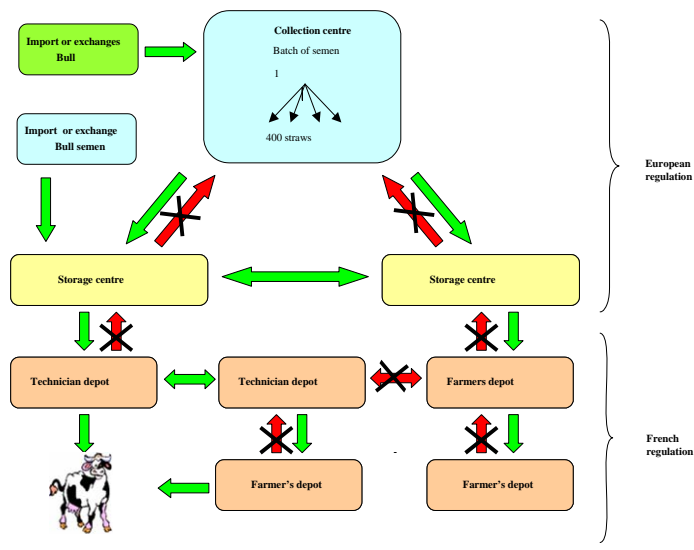 Import or exchanges
Bull
Collection centre
Batch of semen
1
400 straws
Import or exchange
Bull semen
European
regulation
Storage centre
Storage centre
Technician depot
Technician depot
Farmers depot
French
regulation
Farmer's depot
Farmer's depot